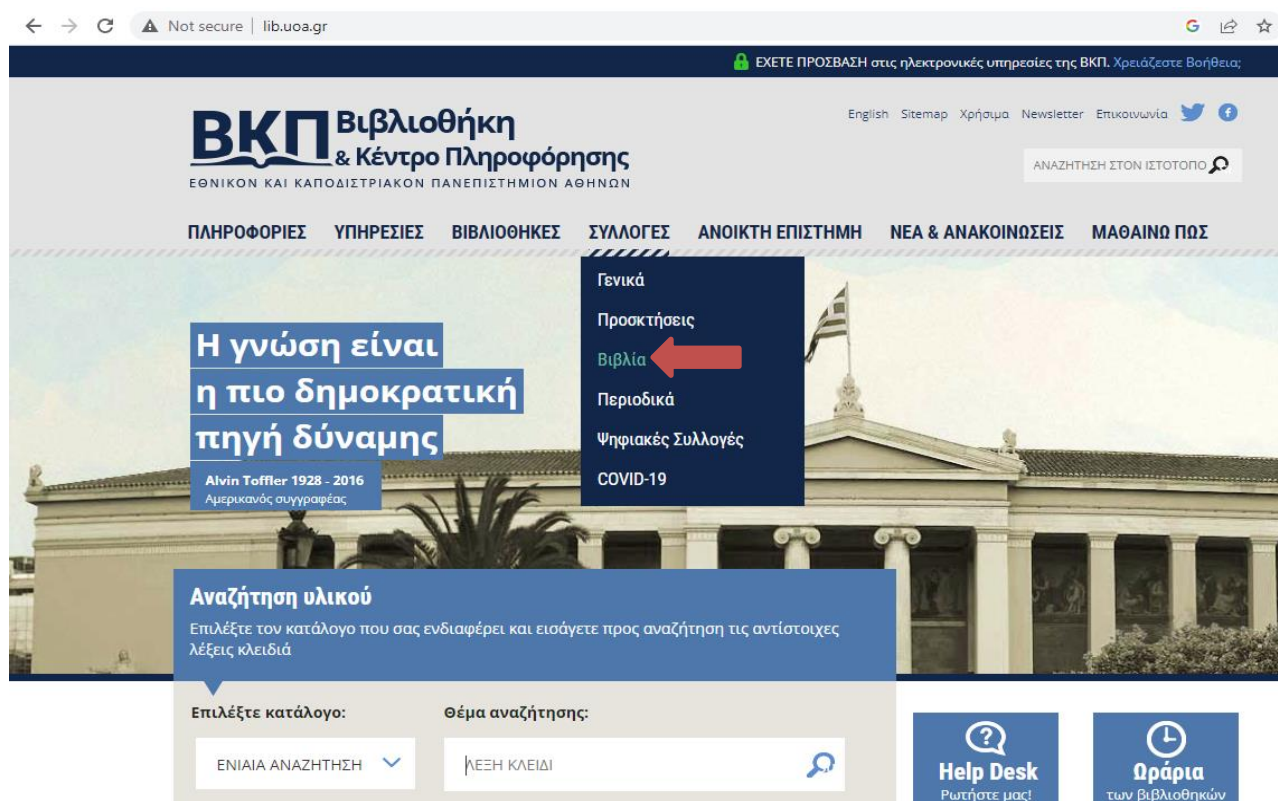 Not secure | lib.uoa.gr
ΕΧΕΤΕ ΠΡΟΣΒΑΣΗ στις ηλεκτρονικές υπηρεσίες της ΒΚΠ. Χρειάζεστε Βοήθεια;
ΒΚΠ Βιβλιοθήκη
& Κέντρο Πληροφόρησης
ΕΘΝΙΚΟΝ ΚΑΙ ΚΑΠΟΔΙΣΤΡΙΑΚΟΝ ΠΑΝΕΠΙΣΤΗΜΙΟΝ ΑΘΗΝΩΝ
English Sitemap Χρήσιμα Newsletter Επικοινωνία
ΑΝΑΖΗΤΗΣΗ ΣΤΟΝ ΙΣΤΟΤΟΠΟ
ΠΛΗΡΟΦΟΡΙΕΣ ΥΠΗΡΕΣΙΕΣ ΒΙΒΛΙΟΘΗΚΕΣ ΣΥΛΛΟΓΕΣ ΑΝΟΙΚΤΗ ΕΠΙΣΤΗΜΗ ΝΕΑ & ΑΝΑΚΟΙΝΩΣΕΙΣ ΜΑΘΑΙΝΩ ΠΩΣ
Γενικά
Προσκτήσεις
Βιβλία
Περιοδικά
Ψηφιακές Συλλογές
COVID-19
Η γνώση είναι
η πιο δημοκρατική
πηγή δύναμης
Alvin Toffler 1928 - 2016
Αμερικανός συγγραφέας
Αναζήτηση υλικού
Επιλέξτε τον κατάλογο που σας ενδιαφέρει και εισάγετε προς αναζήτηση τις αντίστοιχες
λέξεις κλειδιά
Επιλέξτε κατάλογο: Θέμα αναζήτησης:
ΕΝΙΑΙΑ ΑΝΑΖΗΤΗΣΗ ΛΕΞΗ ΚΛΕΙΔΙ
Help Desk
Ρωτήστε μας!
Ωράρια
των βιβλιοθηκών